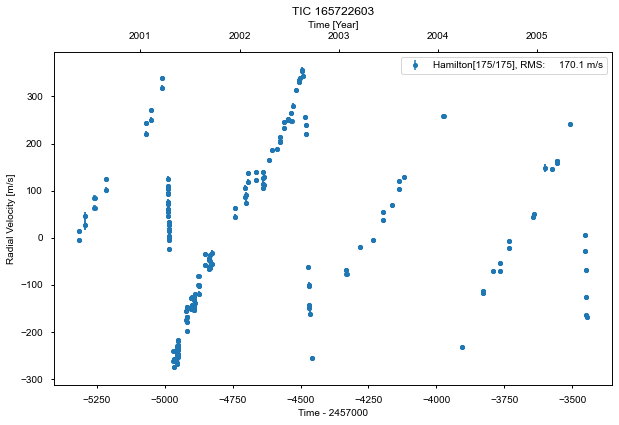 TIC 165722603
Time [Year]
2001 2002 2003 2004 2005
Hamilton[175/175], RMS: 170.1 m/s
Radial Velocity [m/s]
300
200
100
0
−100
−200
−300
−5250 −5000 −4750 −4500 −4250 −4000 −3750 −3500
Time - 2457000